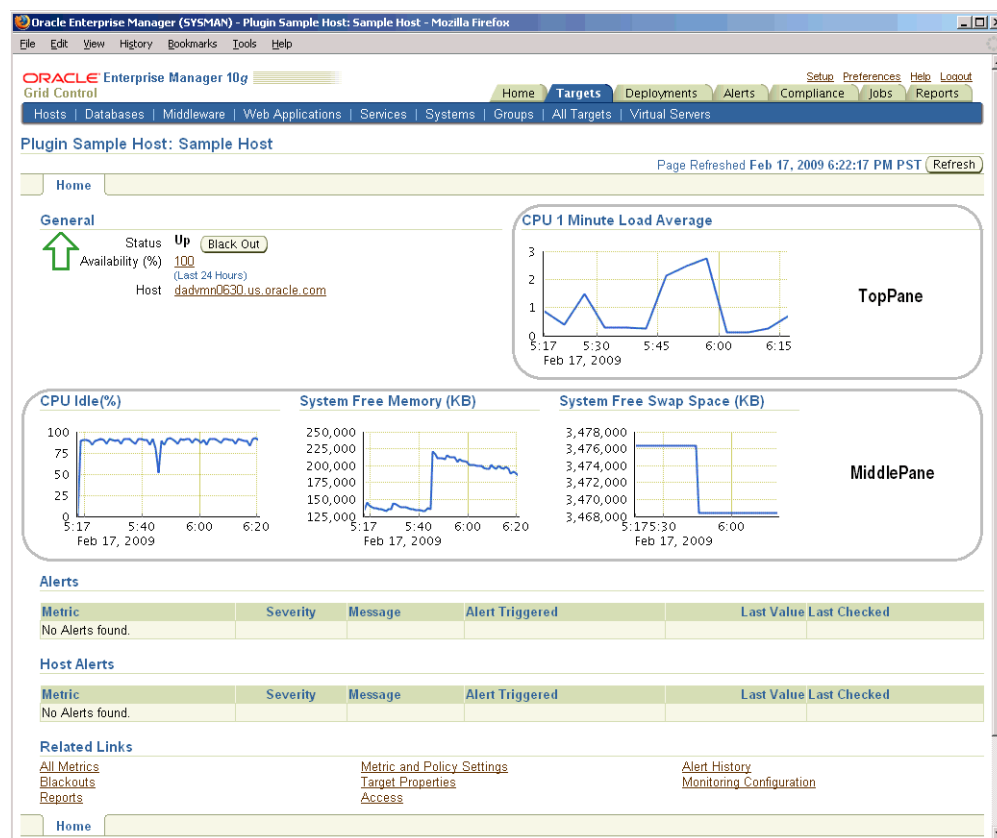 Oracle Enterprise Manager (SYSMAN) - Plugin Sample Host: Sample Host - Mozilla Firefox
File Edit View History Bookmarks Tools Help
ORACLE Enterprise Manager 10g
Grid Control
Setup Preferences Help Logout
Home Targets Deployments Alerts Compliance Jobs Reports
Hosts | Databases | Middleware | Web Applications | Services | Systems | Groups | All Targets | Virtual Servers
Plugin Sample Host: Sample Host
Page Refreshed Feb 17, 2009 6:22:17 PM PST Refresh
Home
General
Status Up Black Out
Availability (%) 100
(Last 24 Hours)
Host dadvmn0630.us.oracle.com
CPU 1 Minute Load Average
3
2
1
0
5:17 5:30 5:45 6:00 6:15
Feb 17, 2009
TopPane
CPU Idle(%)
100
75
50
25
0
5:17 5:40 6:00 6:20
Feb 17, 2009
System Free Memory (KB)
250,000
225,000
200,000
175,000
150,000
125,000
5:17 5:40 6:00 6:20
Feb 17, 2009
System Free Swap Space (KB)
3,478,000
3,476,000
3,474,000
3,472,000
3,470,000
3,468,000
5:17 5:30 6:00
Feb 17, 2009
MiddlePane
Alerts
Metric Severity Message Alert Triggered Last Value Last Checked
No Alerts found.
Host Alerts
Metric Severity Message Alert Triggered Last Value Last Checked
No Alerts found.
Related Links
All Metrics Metric and Policy Settings Alert History
Blackouts Target Properties Monitoring Configuration
Reports Access
Home